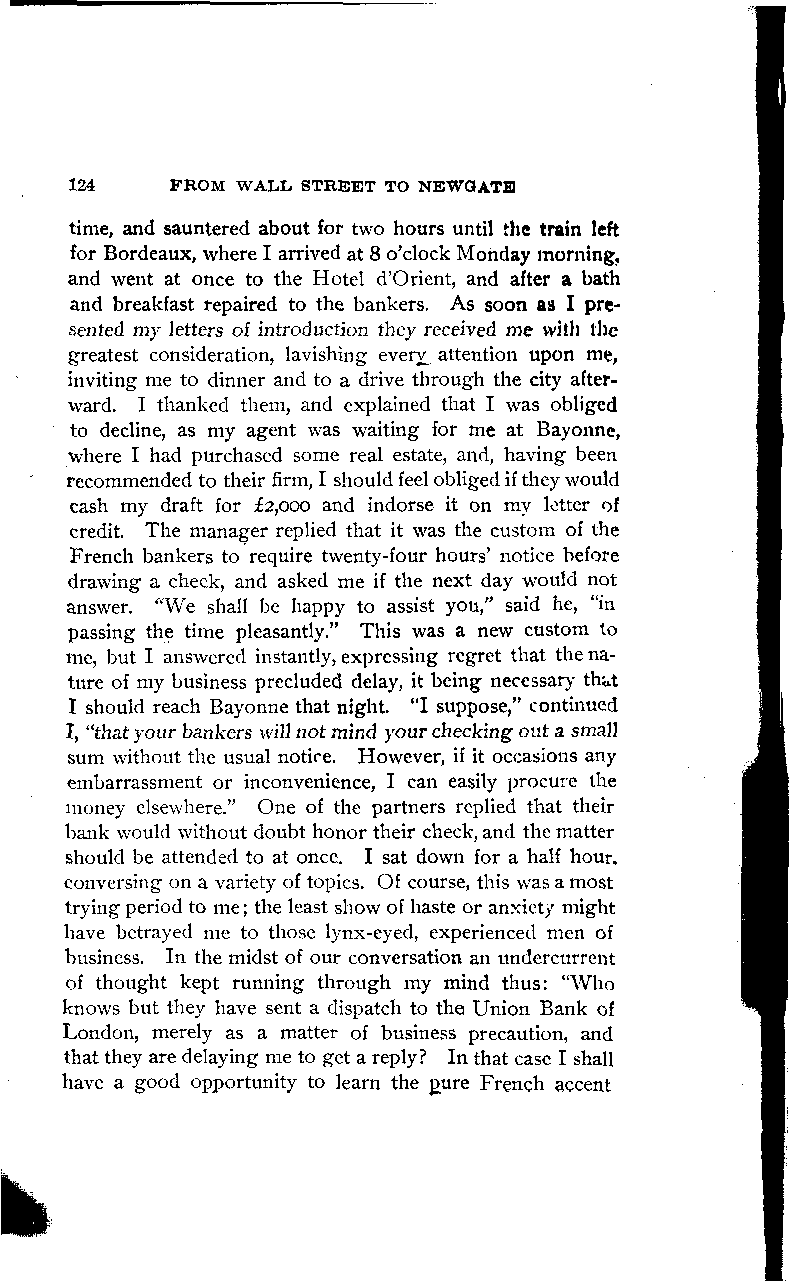 124 FROM WALL STREET TO NEWGATE
time, and sauntered about for two hours until the train left
for Bordeaux, where I arrived at 8 o'clock Monday morning,
and went at once to the Hotel d'Orient, and after a bath
and breakfast repaired to the bankers. As soon as I pre-
sented my letters of introduction they received me with the
greatest consideration, lavishing every attention upon me,
inviting me to dinner and to a drive through the city after-
ward. I thanked them, and explained that I was obliged
to decline, as my agent was waiting for me at Bayonne,
where I had purchased some real estate, and, having been
recommended to their firm, I should feel obliged if they would
cash my draft for £2,000 and indorse it on my letter of
credit. The manager replied that it was the custom of the
French bankers to require twenty-four hours' notice before
drawing a check, and asked me if the next day would not
answer. "We shall be happy to assist you," said he, "in
passing the time pleasantly." This was a new custom to
me, but I answered instantly, expressing regret that the na-
ture of my business precluded delay, it being necessary that
I should reach Bayonne that night. "I suppose," continued
I, "that your bankers will not mind your checking out a small
sum without the usual notice. However, if it occasions any
embarrassment or inconvenience, I can easily procure the
money elsewhere." One of the partners replied that their
bank would without doubt honor their check, and the matter
should be attended to at once. I sat down for a half hour.
conversing on a variety of topics. Of course, this was a most
trying period to me; the least show of haste or anxiety might
have betrayed me to those lynx-eyed, experienced men of
business. In the midst of our conversation an undercurrent
of thought kept running through my mind thus: "Who
knows but they have sent a dispatch to the Union Bank of
London, merely as a matter of business precaution, and
that they are delaying me to get a reply? In that case I shall
have a good opportunity to learn the pure French accent